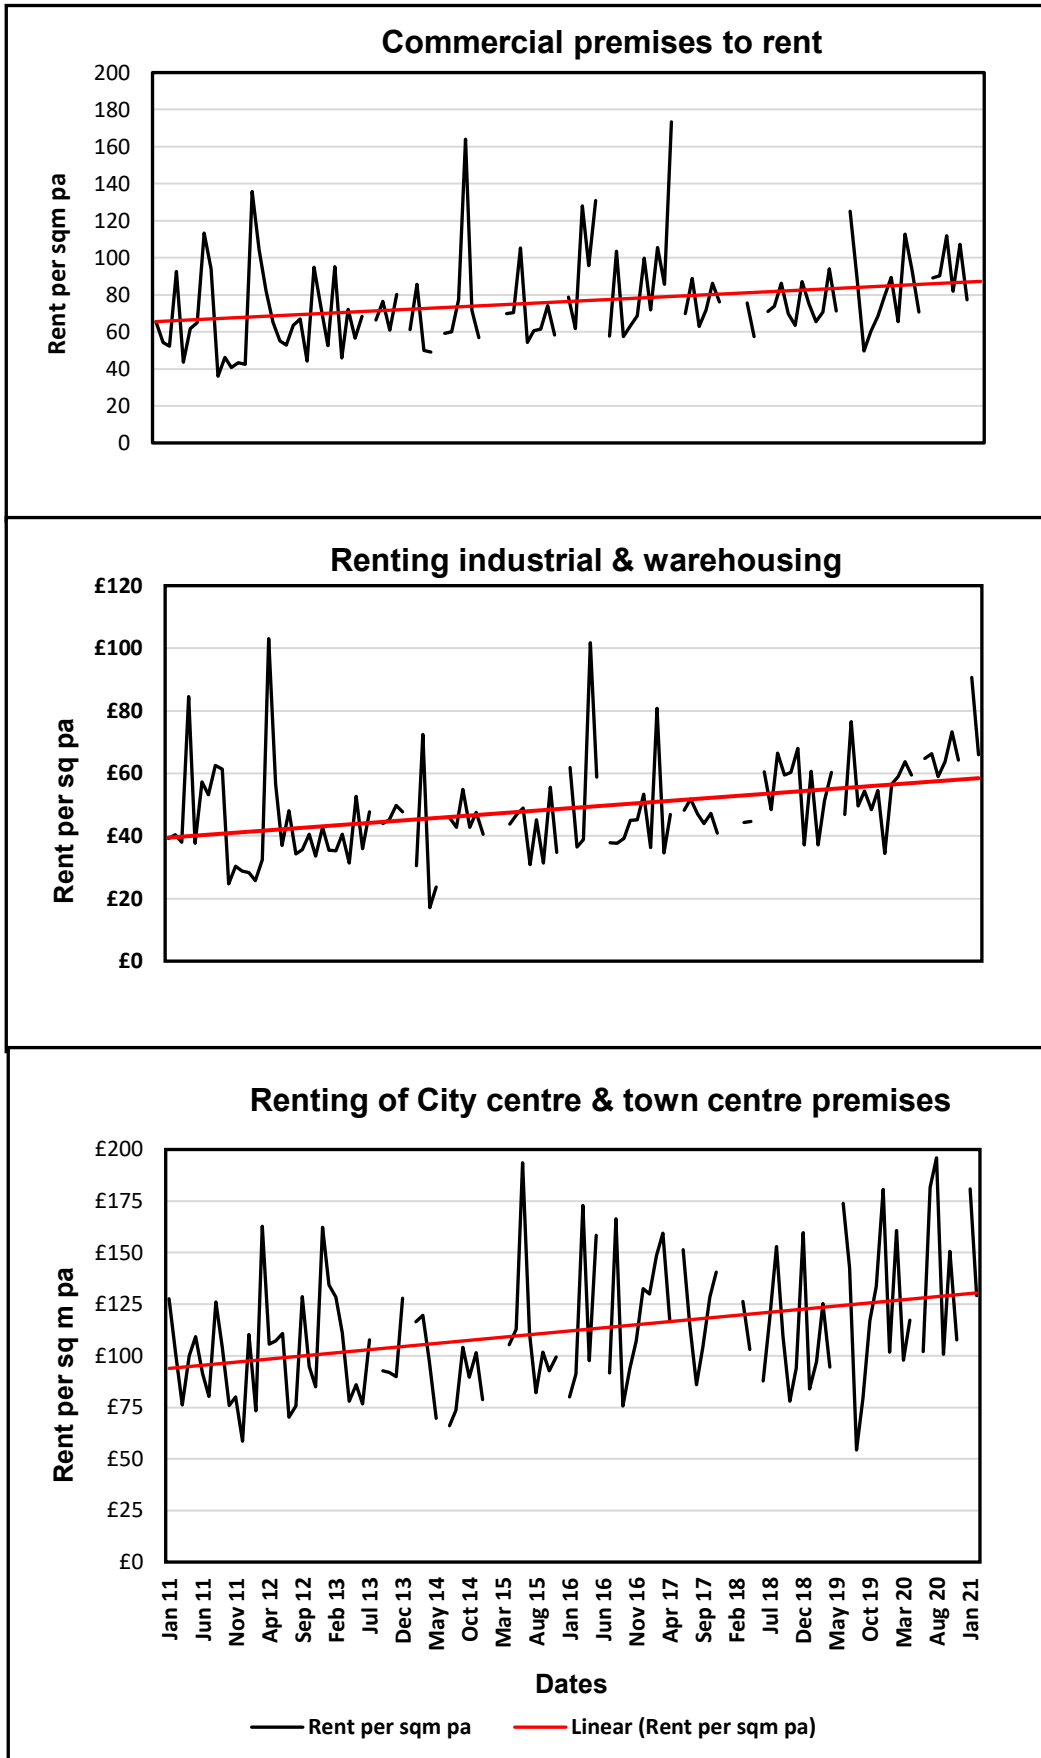 Commercial premises to rent
200
180
160
140
120
100
80
60
40
20
0
Rent per sqm pa
Renting industrial & warehousing
£120
£100
£80
£60
£40
£20
£0
Rent per sq pa
Renting of City centre & town centre premises
£200
£175
£150
£125
£100
£75
£50
£25
£0
Rent per sq m pa
Jan 11
Jun 11
Nov 11
Apr 12
Sep 12
Feb 13
Jul 13
Dec 13
May 14
Oct 14
Mar 15
Aug 15
Jan 16
Jun 16
Nov 16
Apr 17
Sep 17
Feb 18
Jul 18
Dec 18
May 19
Oct 19
Mar 20
Aug 20
Jan 21
Dates
Rent per sqm pa
Linear (Rent per sqm pa)